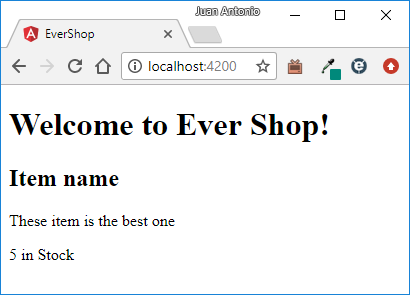 Juan Antonio
EverShop
localhost:4200
Welcome to Ever Shop!
Item name
These item is the best one
5 in Stock